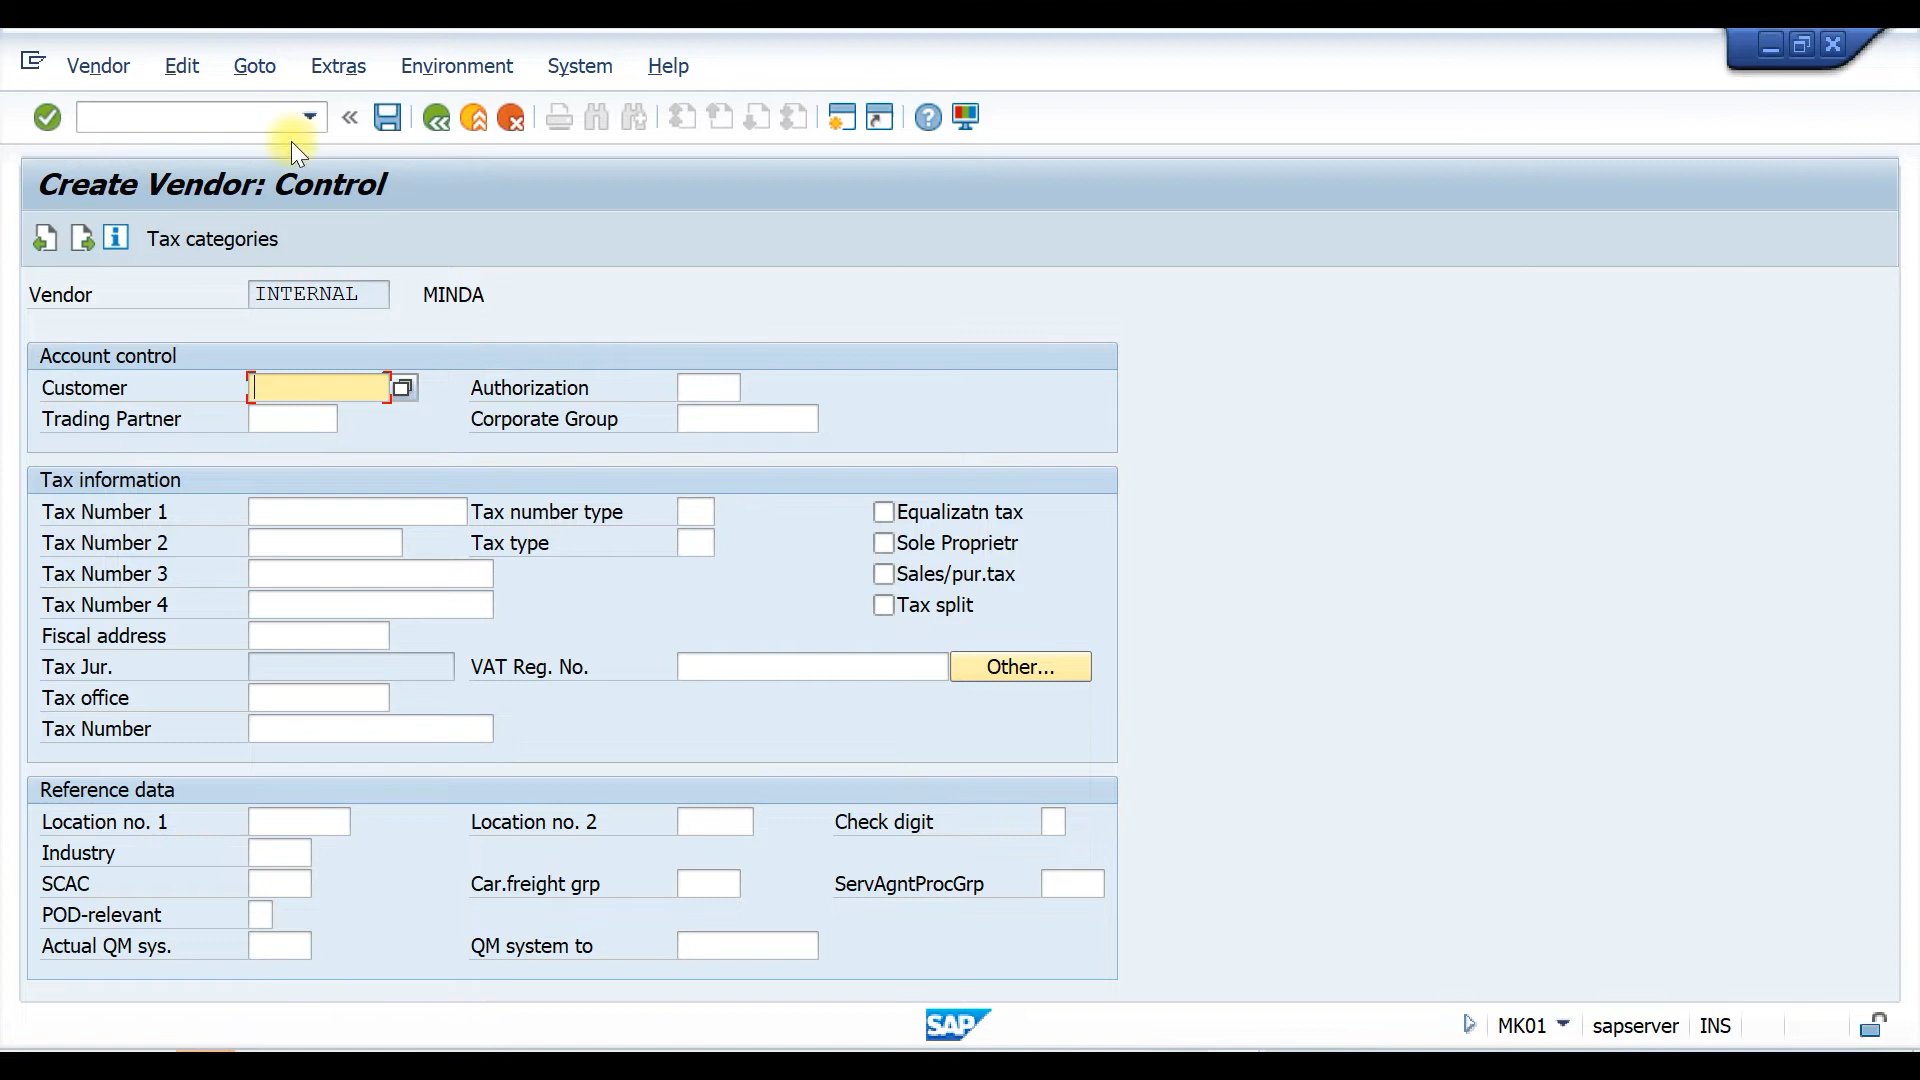 Vendor Edit Goto Extras Environment System Help
Create Vendor: Control
Tax categories
Vendor INTERNAL MINDA
Account control
Customer Authorization
Trading Partner Corporate Group
Tax information
Tax Number 1 Tax number type Equalizatn tax
Tax Number 2 Tax type Sole Proprietr
Tax Number 3 Sales/pur.tax
Tax Number 4 Tax split
Fiscal address
Tax Jur. VAT Reg. No. Other...
Tax office
Tax Number
Reference data
Location no. 1 Location no. 2 Check digit
Industry
SCAC Car.freight grp ServAgntProcGrp
POD-relevant
Actual QM sys. QM system to
SAP MK01 sapserver INS